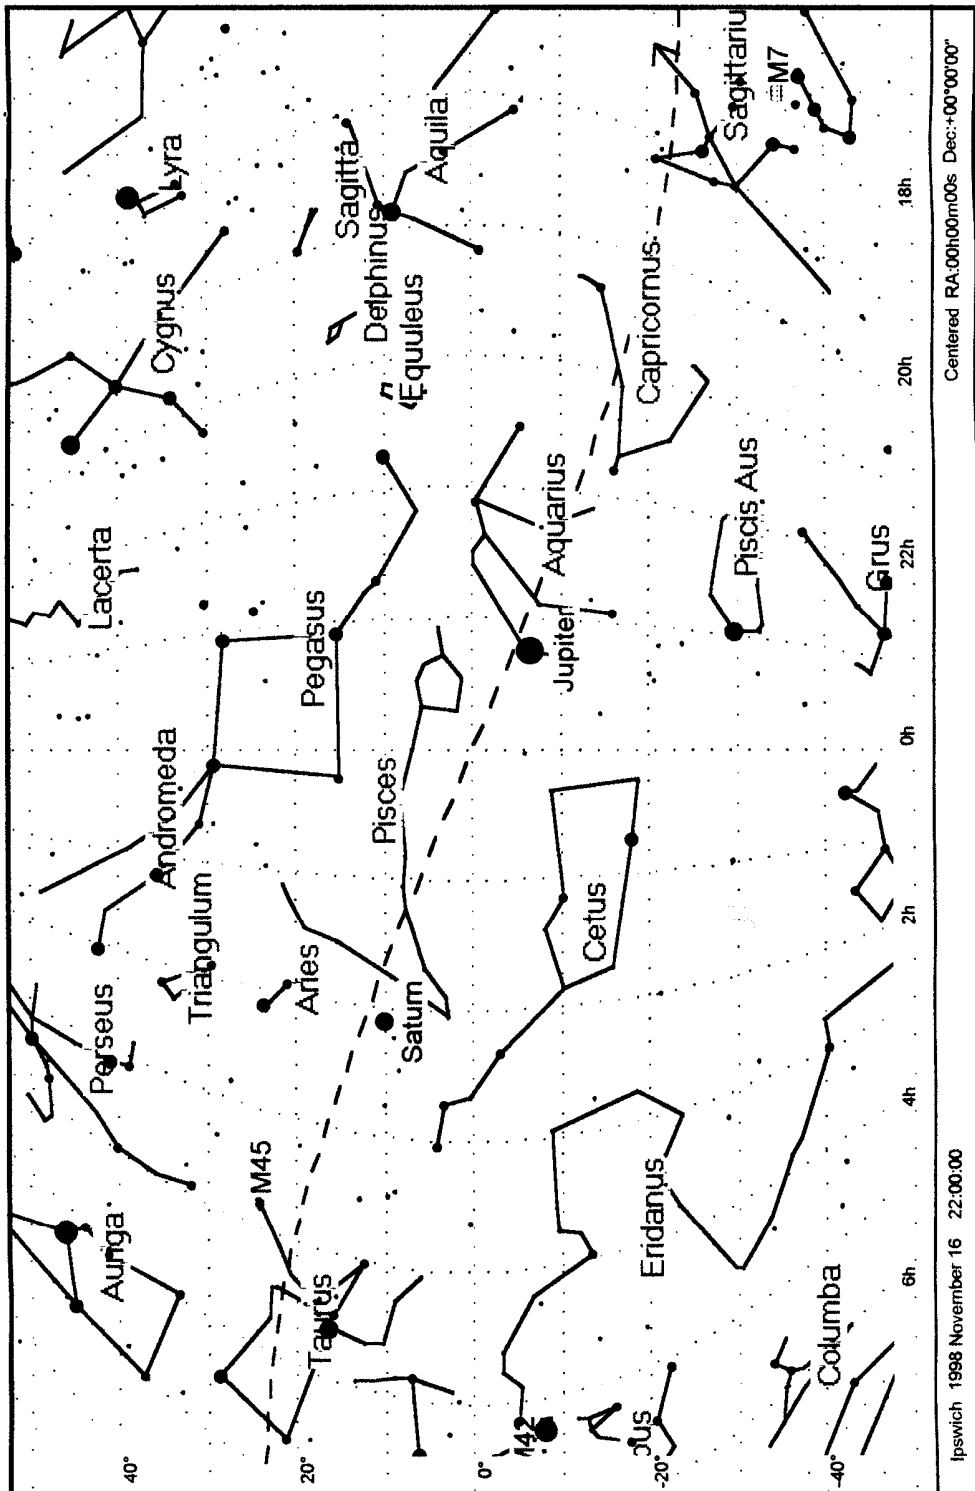 Lyra
Cygnus
Lacerta
Andromeda
Triangulum
Perseus
Aunga
Sagitta
Aquila
Delphinus
Equuleus
Pegasus
Pisces
Aries
Saturn
M45
Taurus
Sagittariu
M7
Capricornus
Aquarius
Jupiter
Piscis Aus
Grus
Cetus
Eridanus
Columba
M42
pus
40°
20°
0°
-20°
-40°
18h
20h
22h
0h
2h
4h
6h
Ipswich 1998 November 16 22:00:00
Centered RA:00h00m00s Dec:+00°00'00"